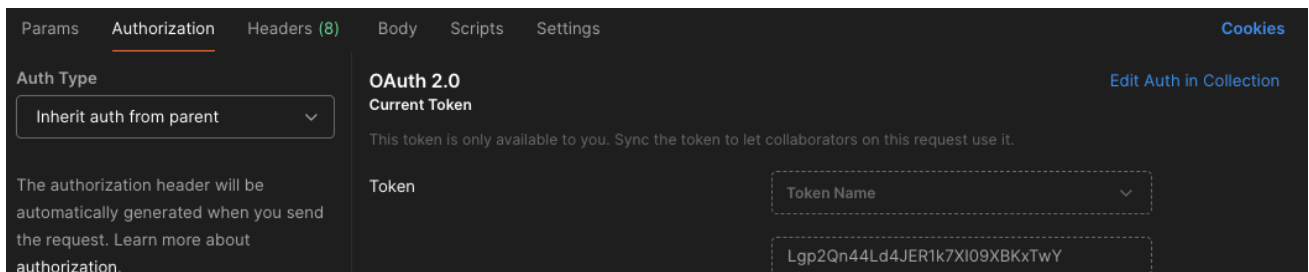 Params Authorization Headers (8) Body Scripts Settings Cookies
Auth Type
Inherit auth from parent
The authorization header will be
automatically generated when you send
the request. Learn more about
authorization.
OAuth 2.0 Edit Auth in Collection
Current Token
This token is only available to you. Sync the token to let collaborators on this request use it.
Token Token Name
Lgp2Qn44Ld4JER1k7XI09XBKxTwY